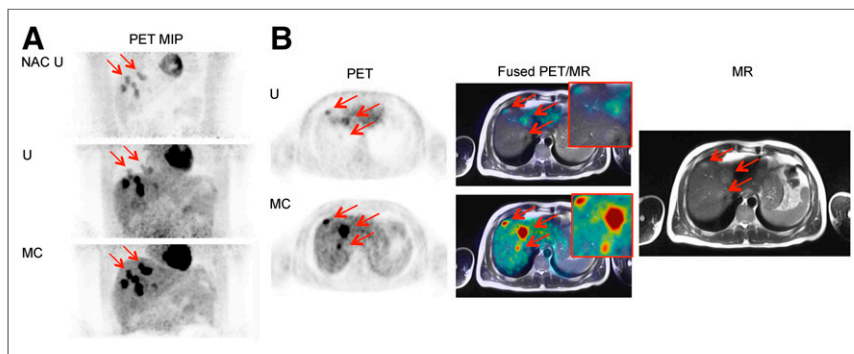 A
PET MIP
NAC U
U
MC
B
PET
Fused PET/MR
MR
U
MC